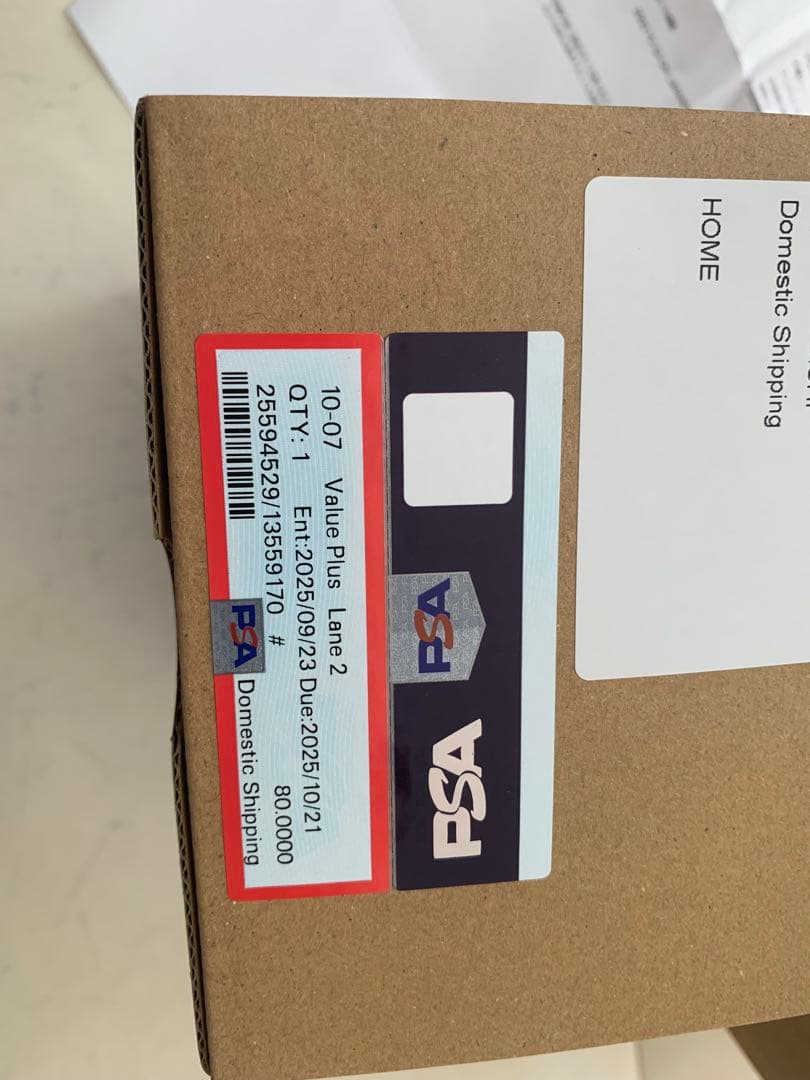 Domestic Shipping
HOME
PSA
PSA
10-07 Value Plus Lane 2
QTY: 1 Ent:2025/09/23 Due:2025/10/21
25594529/13559170 # 80.0000
PSA Domestic Shipping